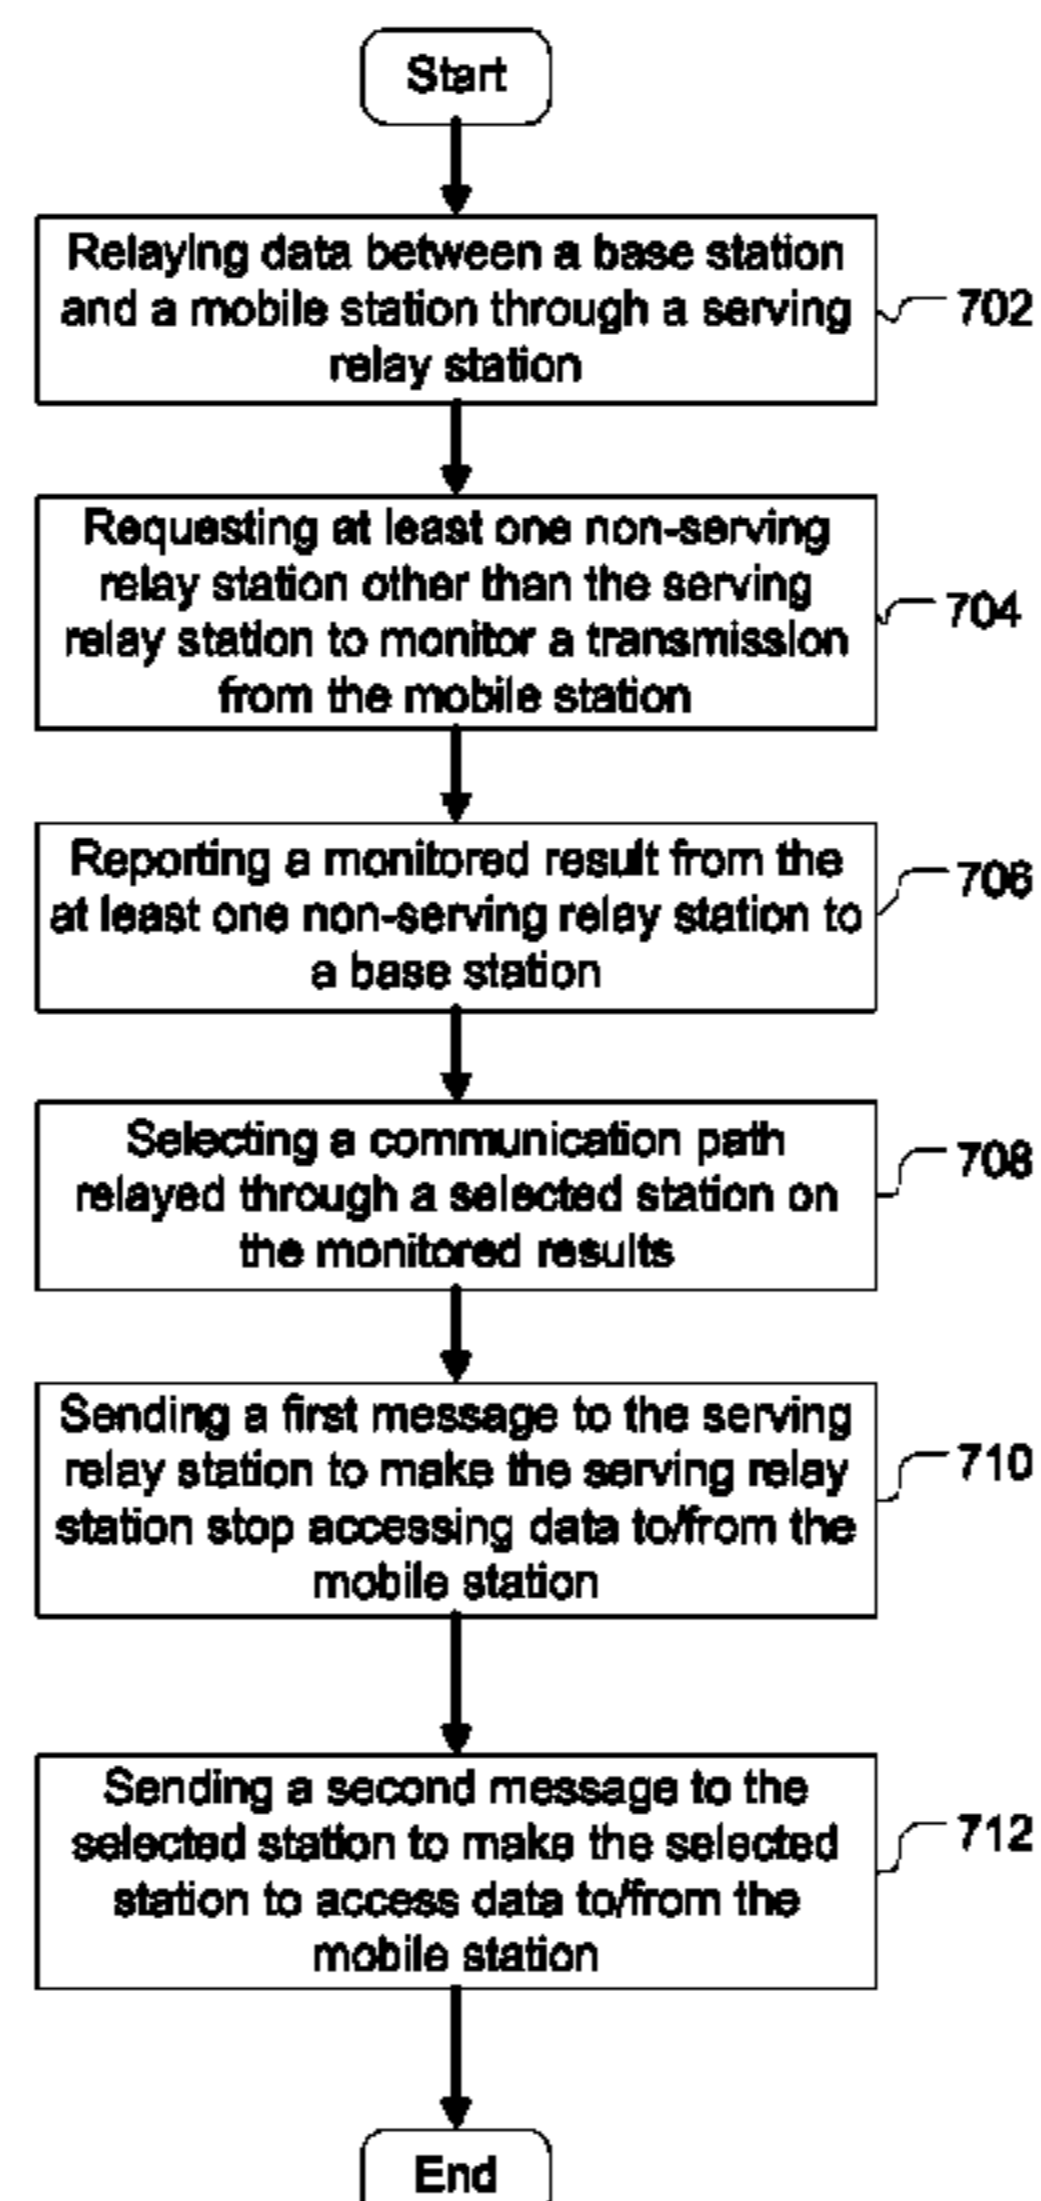 Start
Relaying data between a base station
and a mobile station through a serving
relay station
702
Requesting at least one non-serving
relay station other than the serving
relay station to monitor a transmission
from the mobile station
704
Reporting a monitored result from the
at least one non-serving relay station to
a base station
706
Selecting a communication path
relayed through a selected station on
the monitored results
708
Sending a first message to the serving
relay station to make the serving relay
station stop accessing data to/from the
mobile station
710
Sending a second message to the
selected station to make the selected
station to access data to/from the
mobile station
712
End